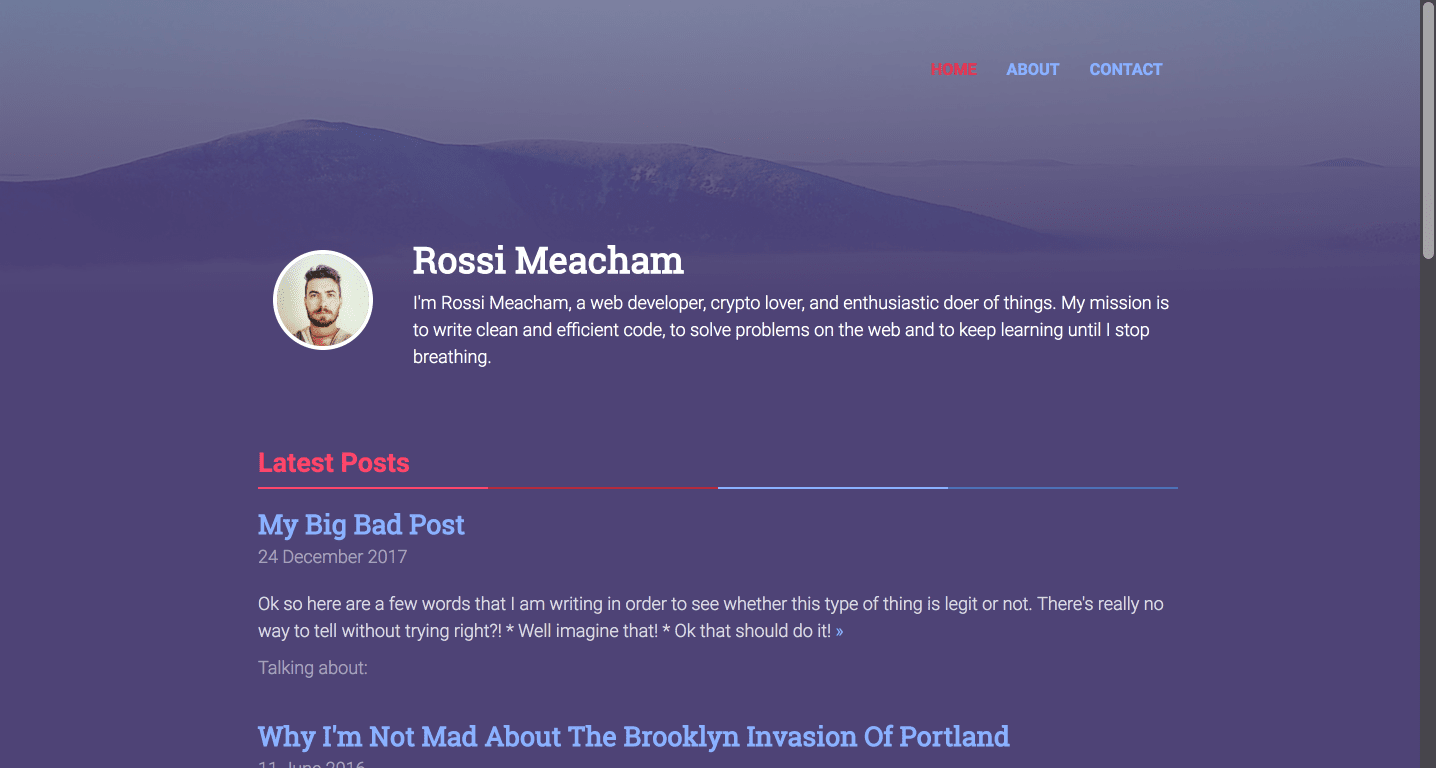 HOME ABOUT CONTACT
Rossi Meacham
I'm Rossi Meacham, a web developer, crypto lover, and enthusiastic doer of things. My mission is
to write clean and efficient code, to solve problems on the web and to keep learning until I stop
breathing.
Latest Posts
My Big Bad Post
24 December 2017
Ok so here are a few words that I am writing in order to see whether this type of thing is legit or not. There's really no
way to tell without trying right?! * Well imagine that! * Ok that should do it! »
Talking about:
Why I'm Not Mad About The Brooklyn Invasion Of Portland
11 June 2016